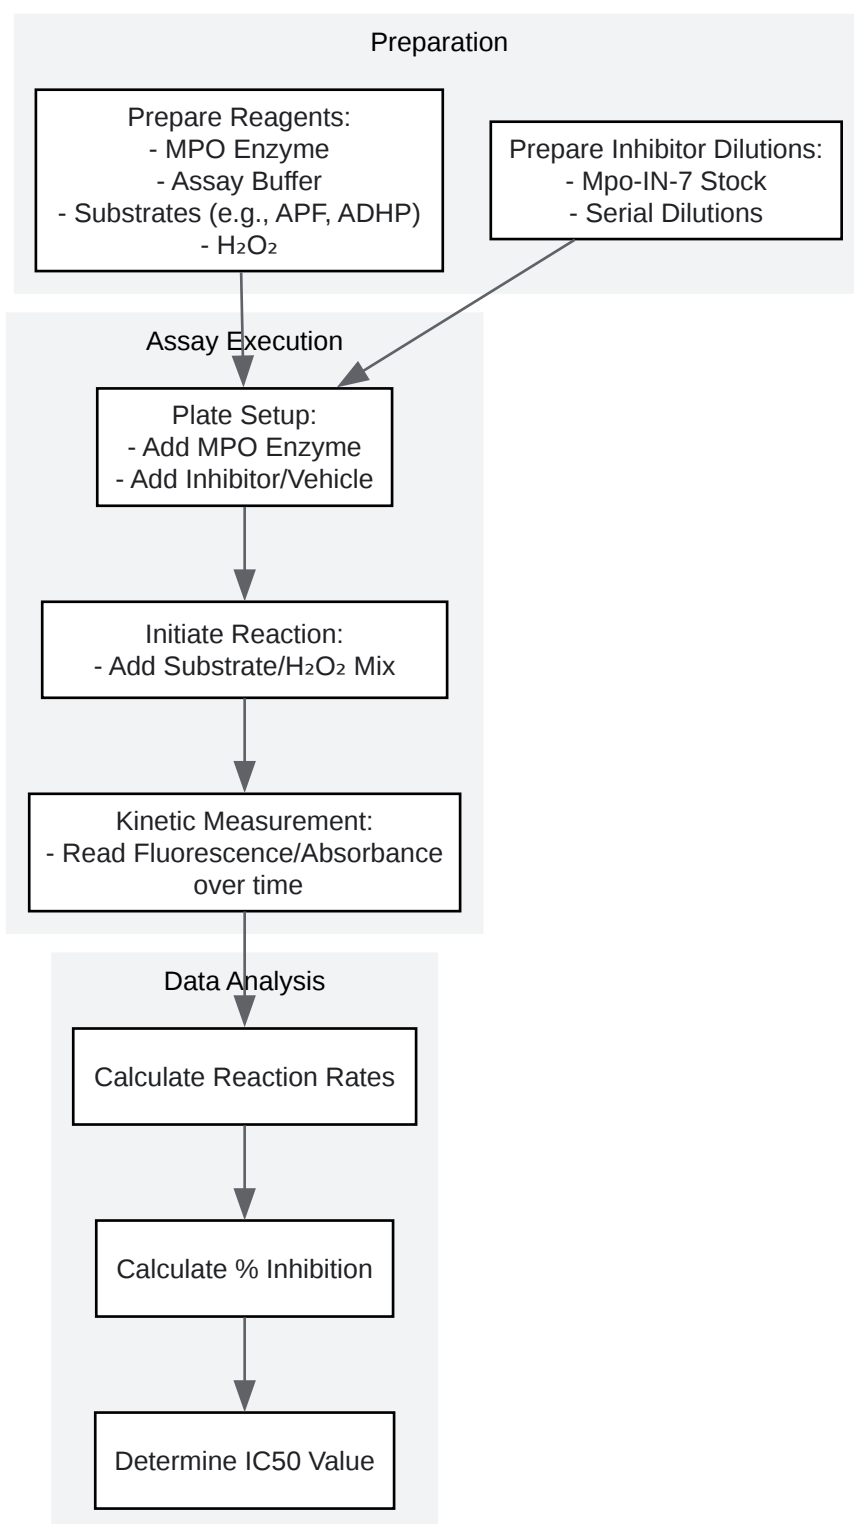 Preparation
Prepare Reagents:
- MPO Enzyme
- Assay Buffer
- Substrates (e.g., APF, ADHP)
- H₂O₂
Prepare Inhibitor Dilutions:
- Mpo-IN-7 Stock
- Serial Dilutions
Assay Execution
Plate Setup:
- Add MPO Enzyme
- Add Inhibitor/Vehicle
Initiate Reaction:
- Add Substrate/H₂O₂ Mix
Kinetic Measurement:
- Read Fluorescence/Absorbance
over time
Data Analysis
Calculate Reaction Rates
Calculate % Inhibition
Determine IC50 Value